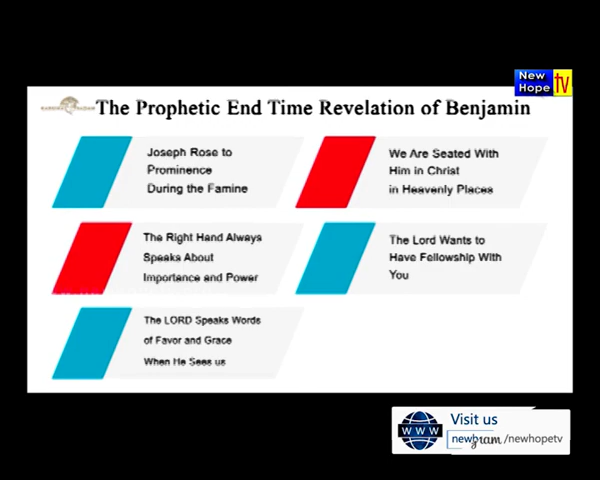 New
Hope tv
The Prophetic End Time Revelation of Benjamin
Joseph Rose to
Prominence
During the Famine
We Are Seated With
Him in Christ
in Heavenly Places
The Right Hand Always
Speaks About
Importance and Power
The Lord Wants to
Have Fellowship With
You
The LORD Speaks Words
of Favor and Grace
When He Sees us
WWW
Visit us
/newhopetv